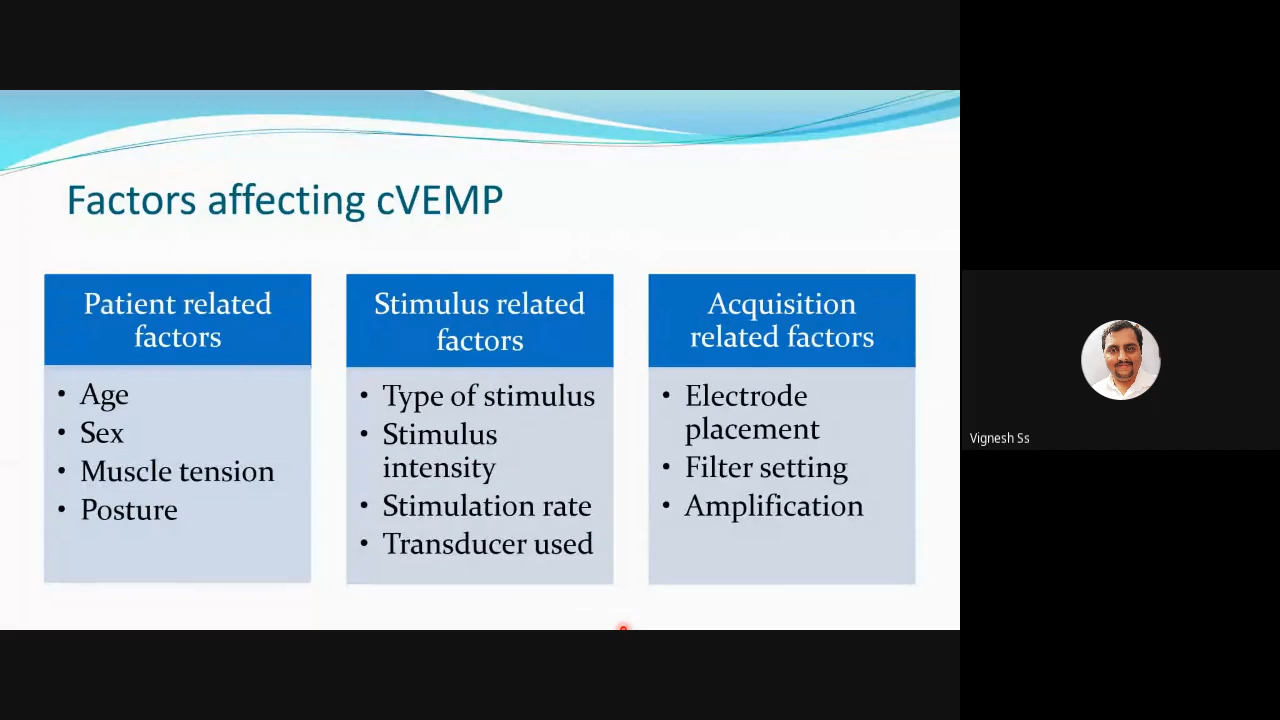 Factors affecting cVEMP
Patient related
factors
• Age
• Sex
• Muscle tension
• Posture
Stimulus related
factors
• Type of stimulus
• Stimulus
intensity
• Stimulation rate
• Transducer used
Acquisition
related factors
• Electrode
placement
• Filter setting
• Amplification
Vignesh Ss